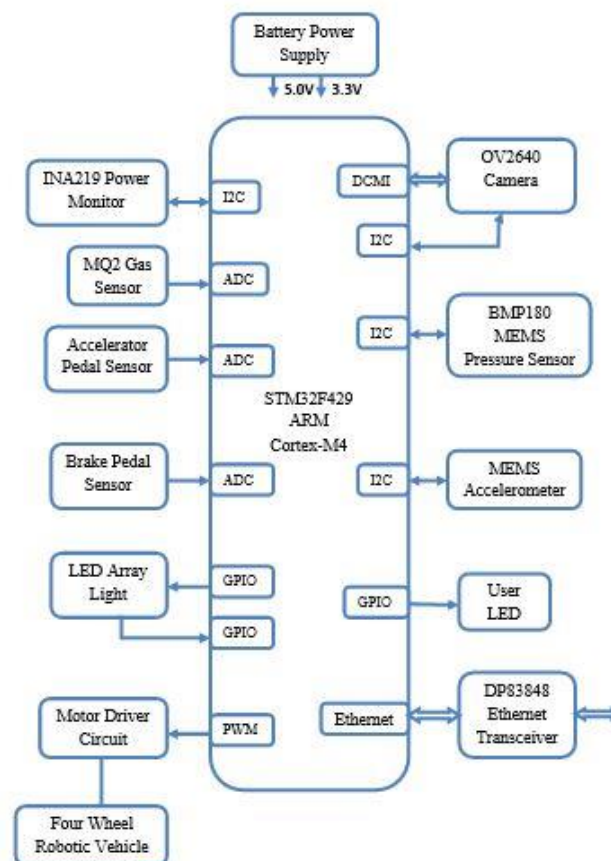 Battery Power
Supply
5.0V 3.3V
INA219 Power
Monitor
I2C
MQ2 Gas
Sensor
ADC
Accelerator
Pedal Sensor
ADC
Brake Pedal
Sensor
ADC
LED Array
Light
GPIO
GPIO
Motor Driver
Circuit
PWM
Four Wheel
Robotic Vehicle
STM32F429
ARM
Cortex-M4
DCMI
OV2640
Camera
I2C
I2C
BMP180
MEMS
Pressure Sensor
I2C
MEMS
Accelerometer
GPIO
User
LED
Ethernet
DP83848
Ethernet
Transceiver